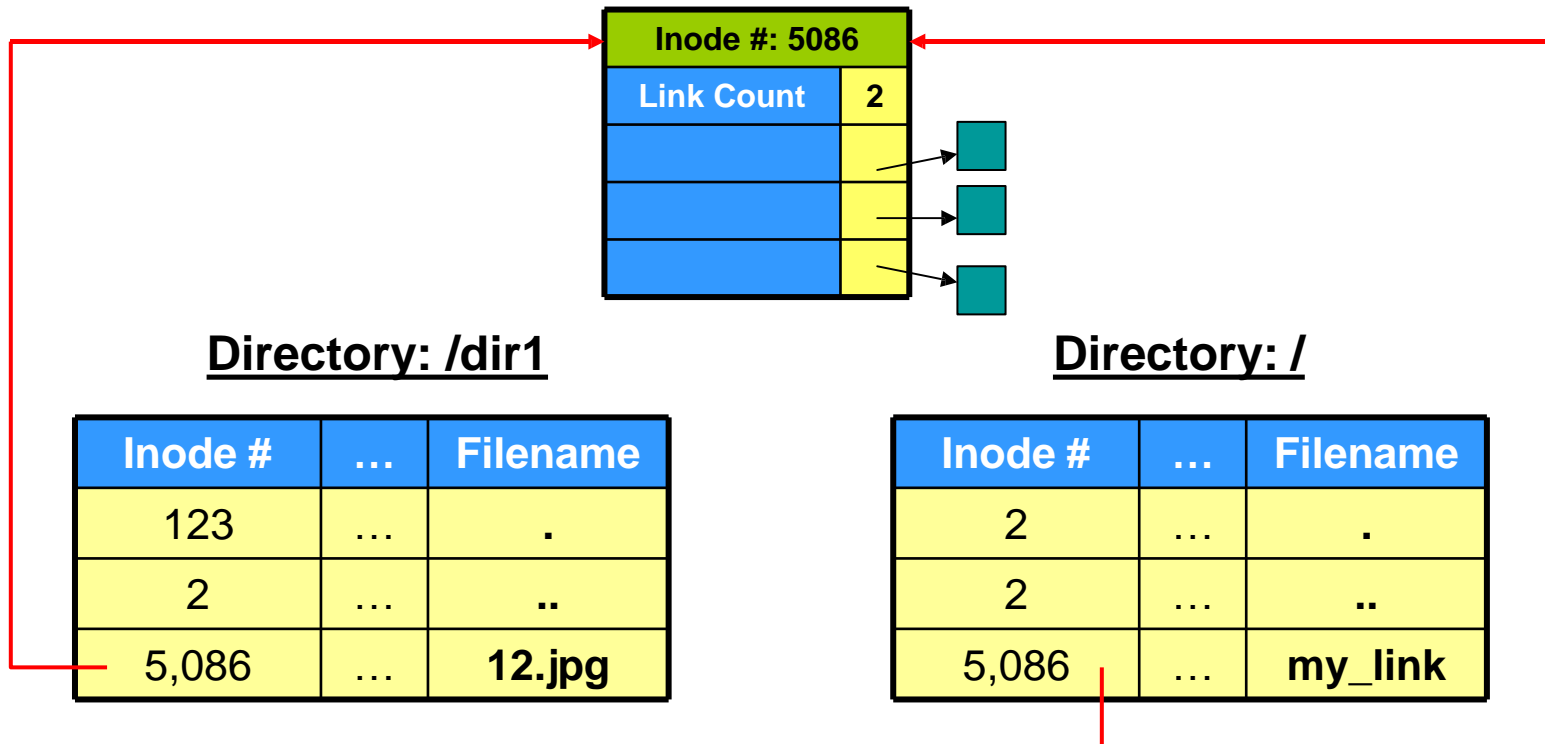 Inode #: 5086
Link Count 2
Directory: /dir1
Inode # … Filename
123 … .
2 … ..
5,086 … 12.jpg
Directory: /
Inode # … Filename
2 … .
2 … ..
5,086 … my_link